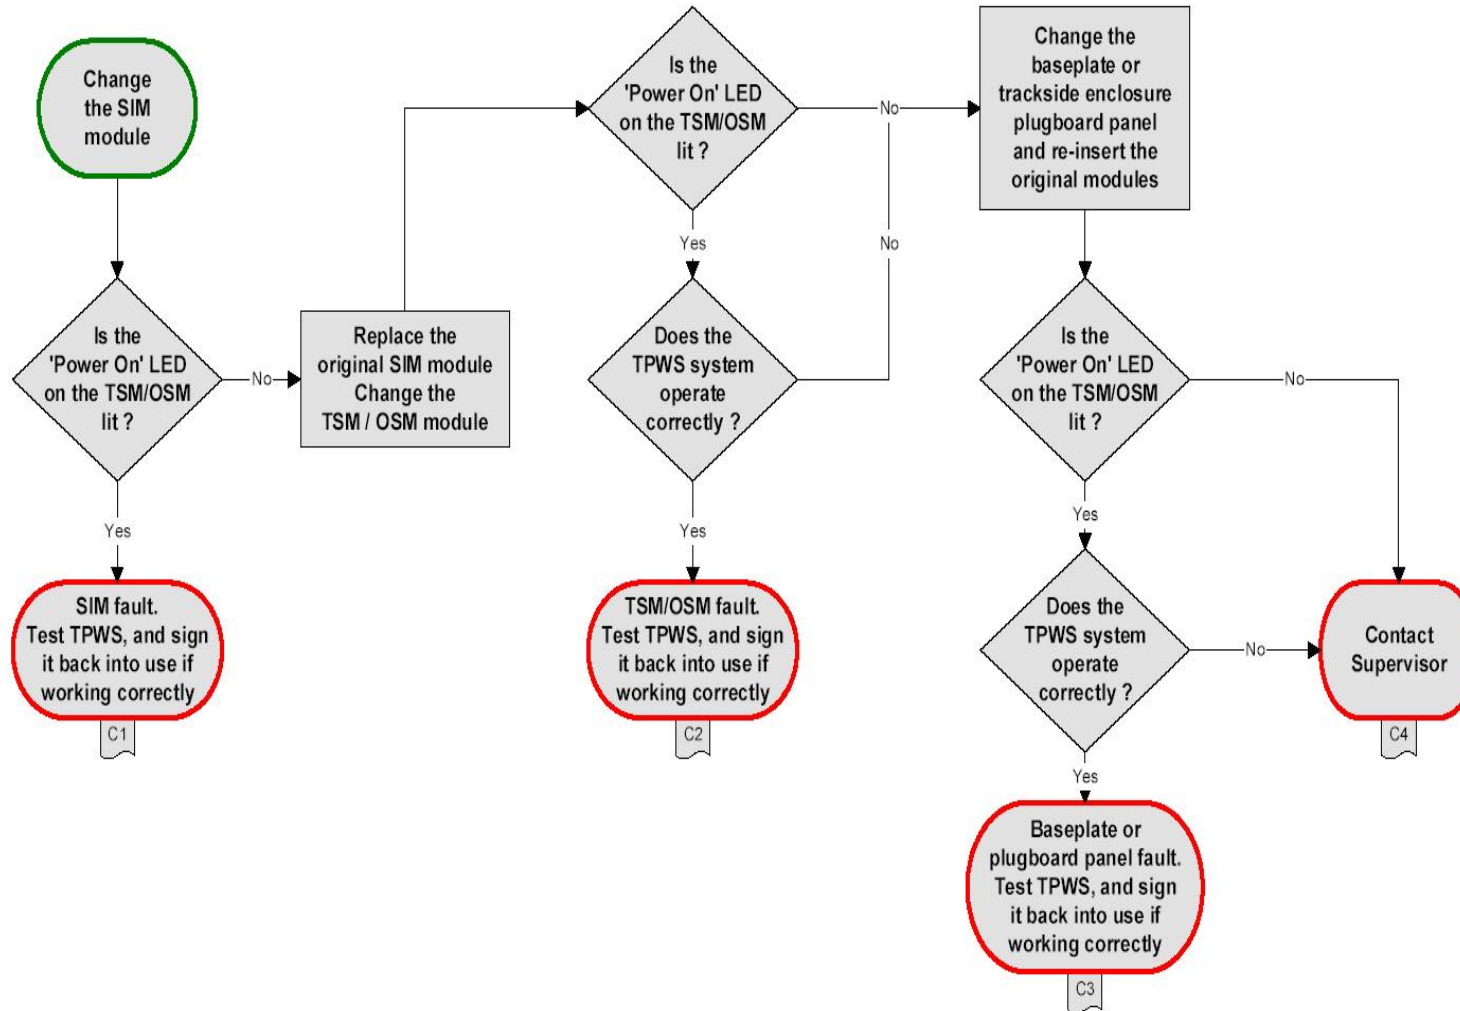 Change
the SIM
module
Is the
'Power On' LED
on the TSM/OSM
lit ?
No
Replace the
original SIM module
Change the
TSM / OSM module
Yes
SIM fault.
Test TPWS, and sign
it back into use if
working correctly
C1
Is the
'Power On' LED
on the TSM/OSM
lit ?
No
Yes
No
Does the
TPWS system
operate
correctly ?
Yes
TSM/OSM fault.
Test TPWS, and sign
it back into use if
working correctly
C2
Change the
baseplate or
trackside enclosure
plugboard panel
and re-insert the
original modules
Is the
'Power On' LED
on the TSM/OSM
lit ?
No
Yes
Does the
TPWS system
operate
correctly ?
No
Contact
Supervisor
C4
Yes
Baseplate or
plugboard panel fault.
Test TPWS, and sign
it back into use if
working correctly
C3